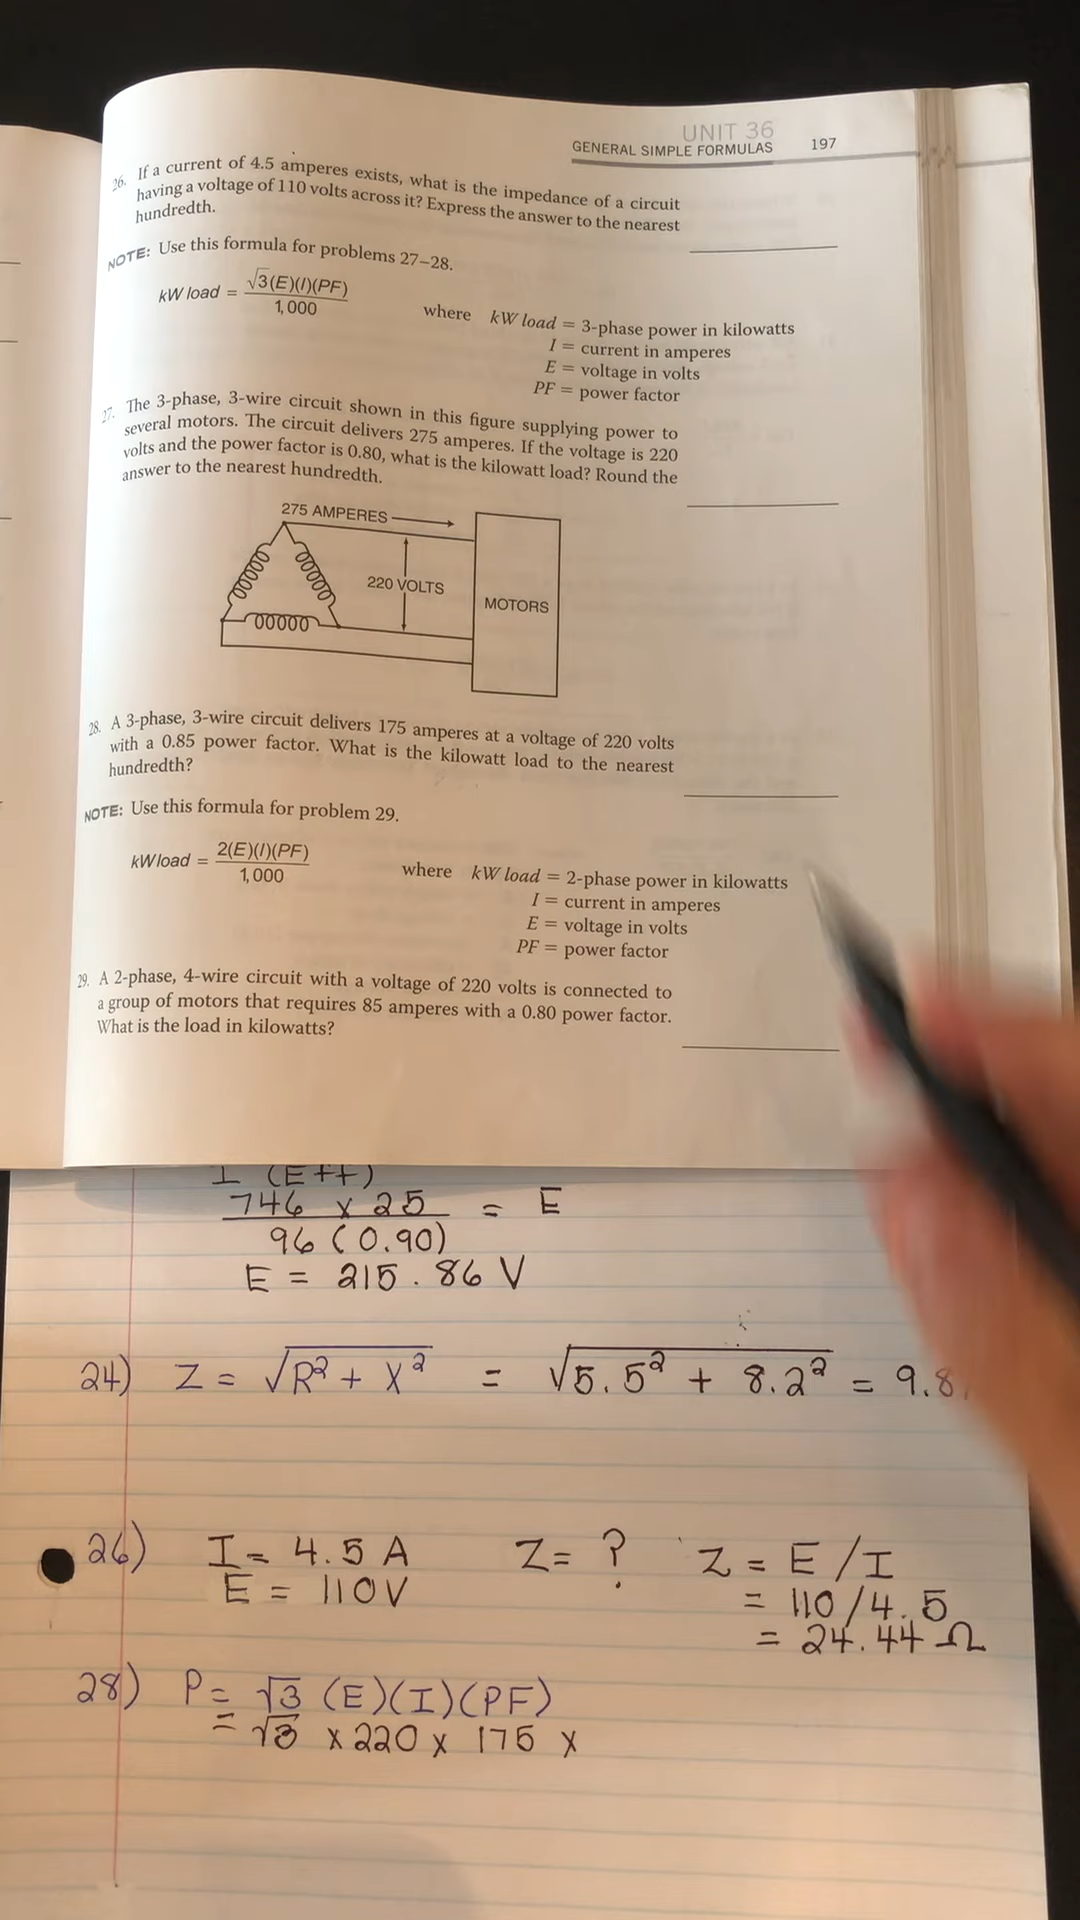 UNIT 36
GENERAL SIMPLE FORMULAS 197
26. If a current of 4.5 amperes exists, what is the impedance of a circuit
having a voltage of 110 volts across it? Express the answer to the nearest
hundredth.
NOTE: Use this formula for problems 27–28.
kW load = √3(E)(I)(PF) / 1,000
where kW load = 3-phase power in kilowatts
I = current in amperes
E = voltage in volts
PF = power factor
27. The 3-phase, 3-wire circuit shown in this figure supplying power to
several motors. The circuit delivers 275 amperes. If the voltage is 220
volts and the power factor is 0.80, what is the kilowatt load? Round the
answer to the nearest hundredth.
275 AMPERES
220 VOLTS
MOTORS
28. A 3-phase, 3-wire circuit delivers 175 amperes at a voltage of 220 volts
with a 0.85 power factor. What is the kilowatt load to the nearest
hundredth?
NOTE: Use this formula for problem 29.
kW load = 2(E)(I)(PF) / 1,000
where kW load = 2-phase power in kilowatts
I = current in amperes
E = voltage in volts
PF = power factor
29. A 2-phase, 4-wire circuit with a voltage of 220 volts is connected to
a group of motors that requires 85 amperes with a 0.80 power factor.
What is the load in kilowatts?
I (Eff)
746 x 25 = E
96 (0.90)
E = 215.86 V
24) Z = √R² + X² = √5.5² + 8.2² = 9.8
26) I = 4.5 A Z = ? Z = E/I
E = 110V = 110/4.5
= 24.44 Ω
28) P = √3 (E)(I)(PF)
= √3 x 220 x 175 x